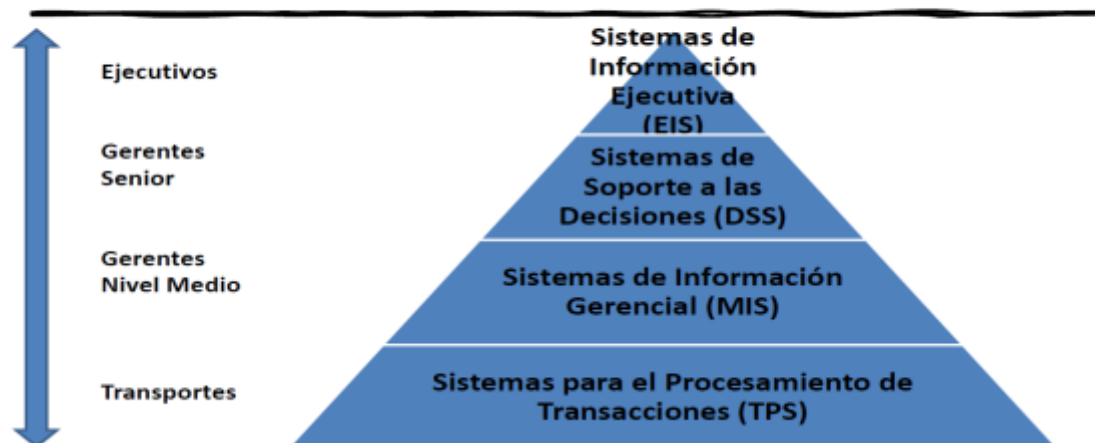 Ejecutivos
Sistemas de
Información
Ejecutiva
(EIS)
Gerentes
Senior
Sistemas de
Soporte a las
Decisiones (DSS)
Gerentes
Nivel Medio
Sistemas de Información
Gerencial (MIS)
Transportes
Sistemas para el Procesamiento de
Transacciones (TPS)